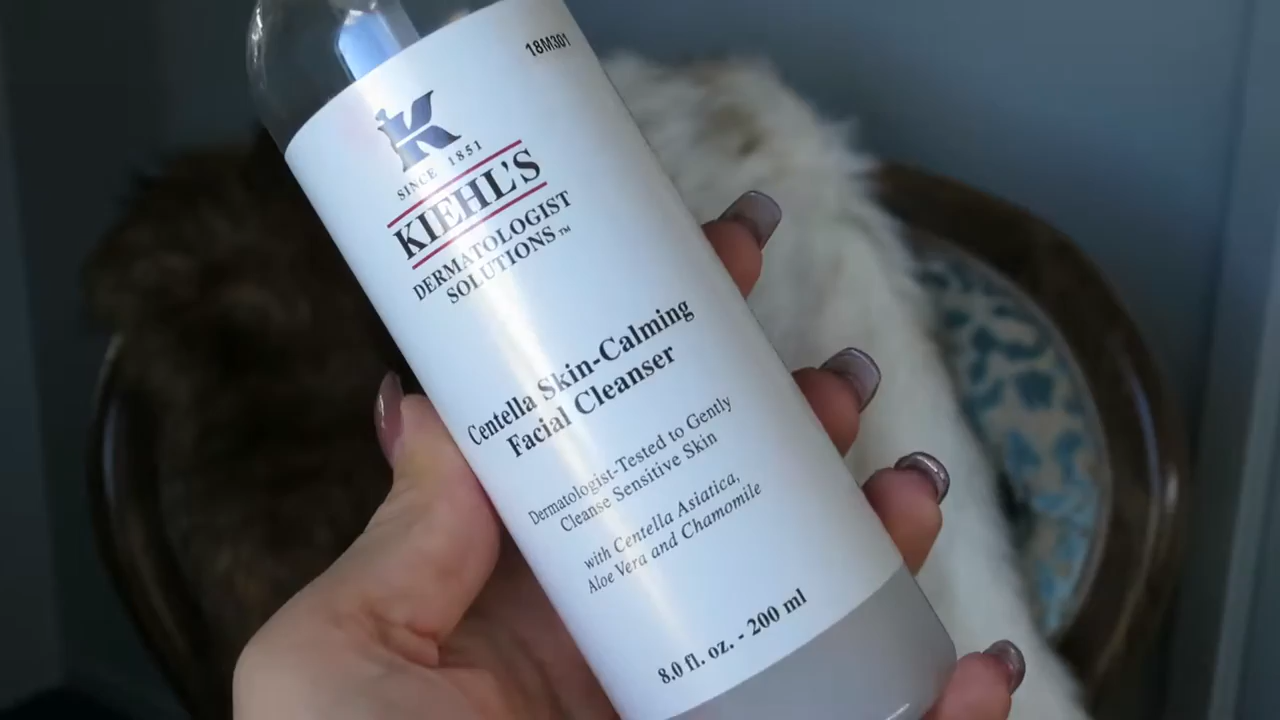 18M301
K
SINCE 1851
KIEHL'S
DERMATOLOGIST
SOLUTIONS™
Centella Skin-Calming
Facial Cleanser
Dermatologist-Tested to Gently
Cleanse Sensitive Skin
with Centella Asiatica,
Aloe Vera and Chamomile
8.0 fl. oz. - 200 ml